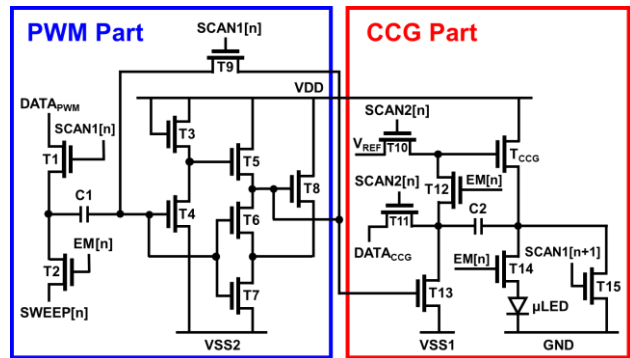 PWM Part
CCG Part
SCAN1[n]
T9
VDD
DATAPWM
SCAN1[n]
T1
T3
T5
T8
C1
T4
T6
T2
EM[n]
T7
SWEEP[n]
VSS2
SCAN2[n]
VREF
T10
TCCG
T12
EM[n]
SCAN2[n]
T11
C2
DATACCG
SCAN1[n+1]
EM[n]
T14
T13
T15
μLED
VSS1
GND